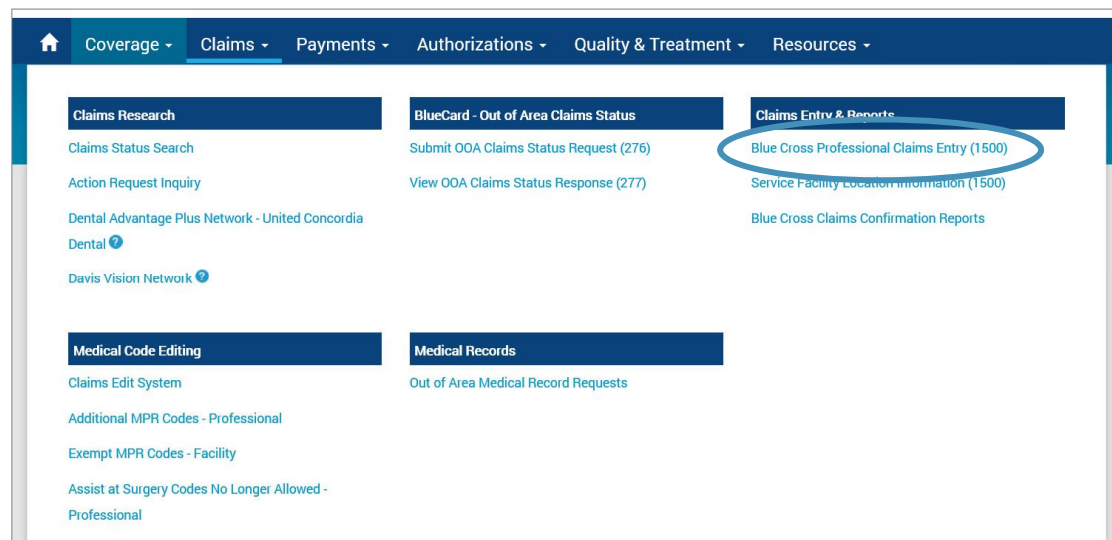 Coverage Claims Payments Authorizations Quality & Treatment Resources
Claims Research
Claims Status Search
Action Request Inquiry
Dental Advantage Plus Network - United Concordia
Dental ?
Davis Vision Network ?
BlueCard - Out of Area Claims Status
Submit OOA Claims Status Request (276)
View OOA Claims Status Response (277)
Claims Entry & Reports
Blue Cross Professional Claims Entry (1500)
Service Facility Location Information (1500)
Blue Cross Claims Confirmation Reports
Medical Code Editing
Claims Edit System
Additional MPR Codes - Professional
Exempt MPR Codes - Facility
Assist at Surgery Codes No Longer Allowed -
Professional
Medical Records
Out of Area Medical Record Requests